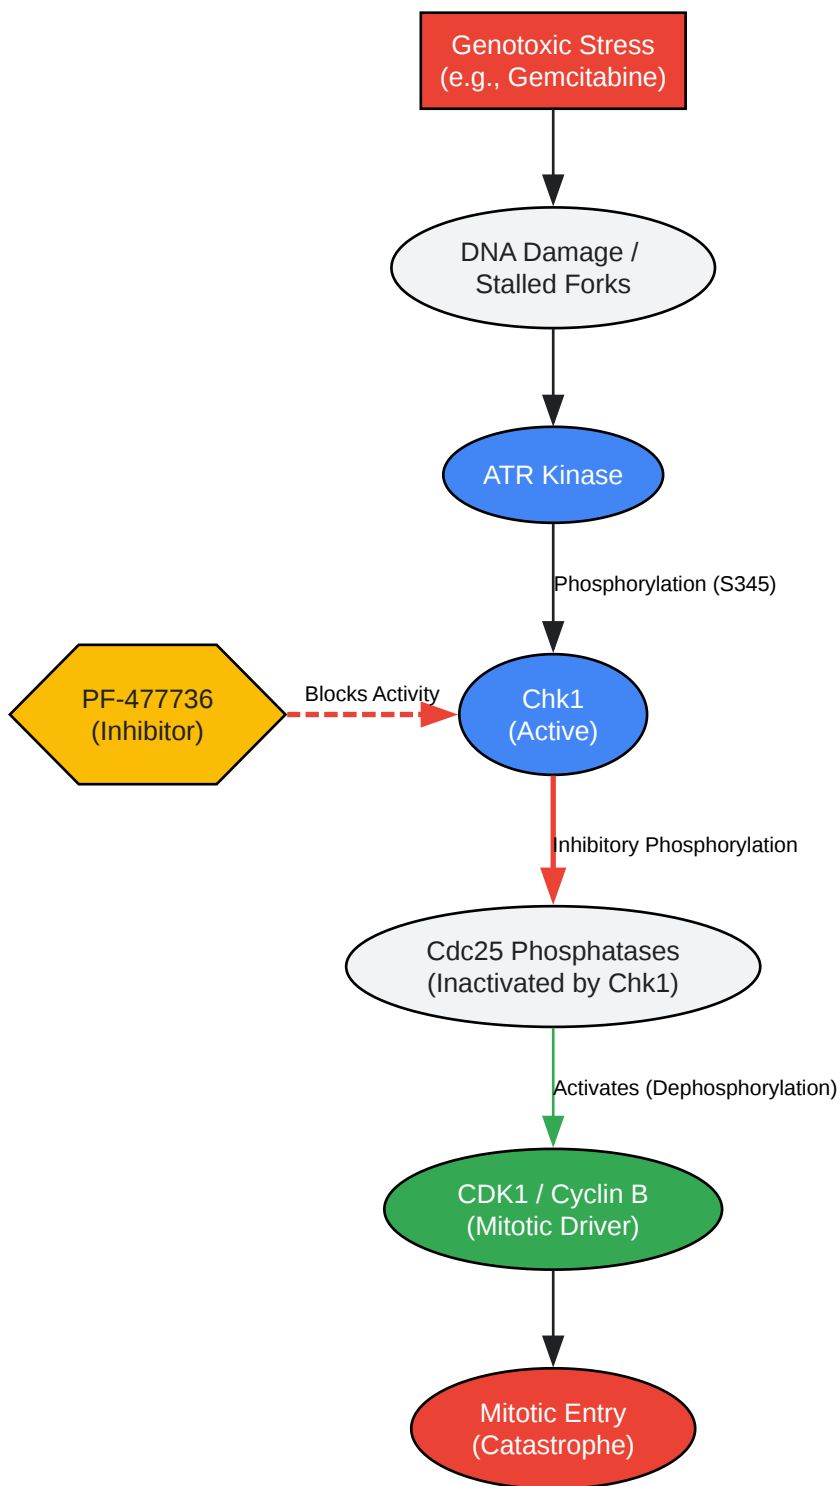 Genotoxic Stress
(e.g., Gemcitabine)
DNA Damage /
Stalled Forks
ATR Kinase
Phosphorylation (S345)
PF-477736
(Inhibitor)
Blocks Activity
Chk1
(Active)
Inhibitory Phosphorylation
Cdc25 Phosphatases
(Inactivated by Chk1)
Activates (Dephosphorylation)
CDK1 / Cyclin B
(Mitotic Driver)
Mitotic Entry
(Catastrophe)